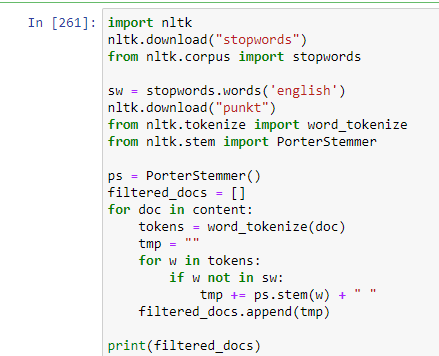 In [261]: import nltk
nltk.download("stopwords")
from nltk.corpus import stopwords
sw = stopwords.words('english')
nltk.download("punkt")
from nltk.tokenize import word_tokenize
from nltk.stem import PorterStemmer
ps = PorterStemmer()
filtered_docs = []
for doc in content:
    tokens = word_tokenize(doc)
    tmp = ""
    for w in tokens:
        if w not in sw:
            tmp += ps.stem(w) + " "
    filtered_docs.append(tmp)
print(filtered_docs)